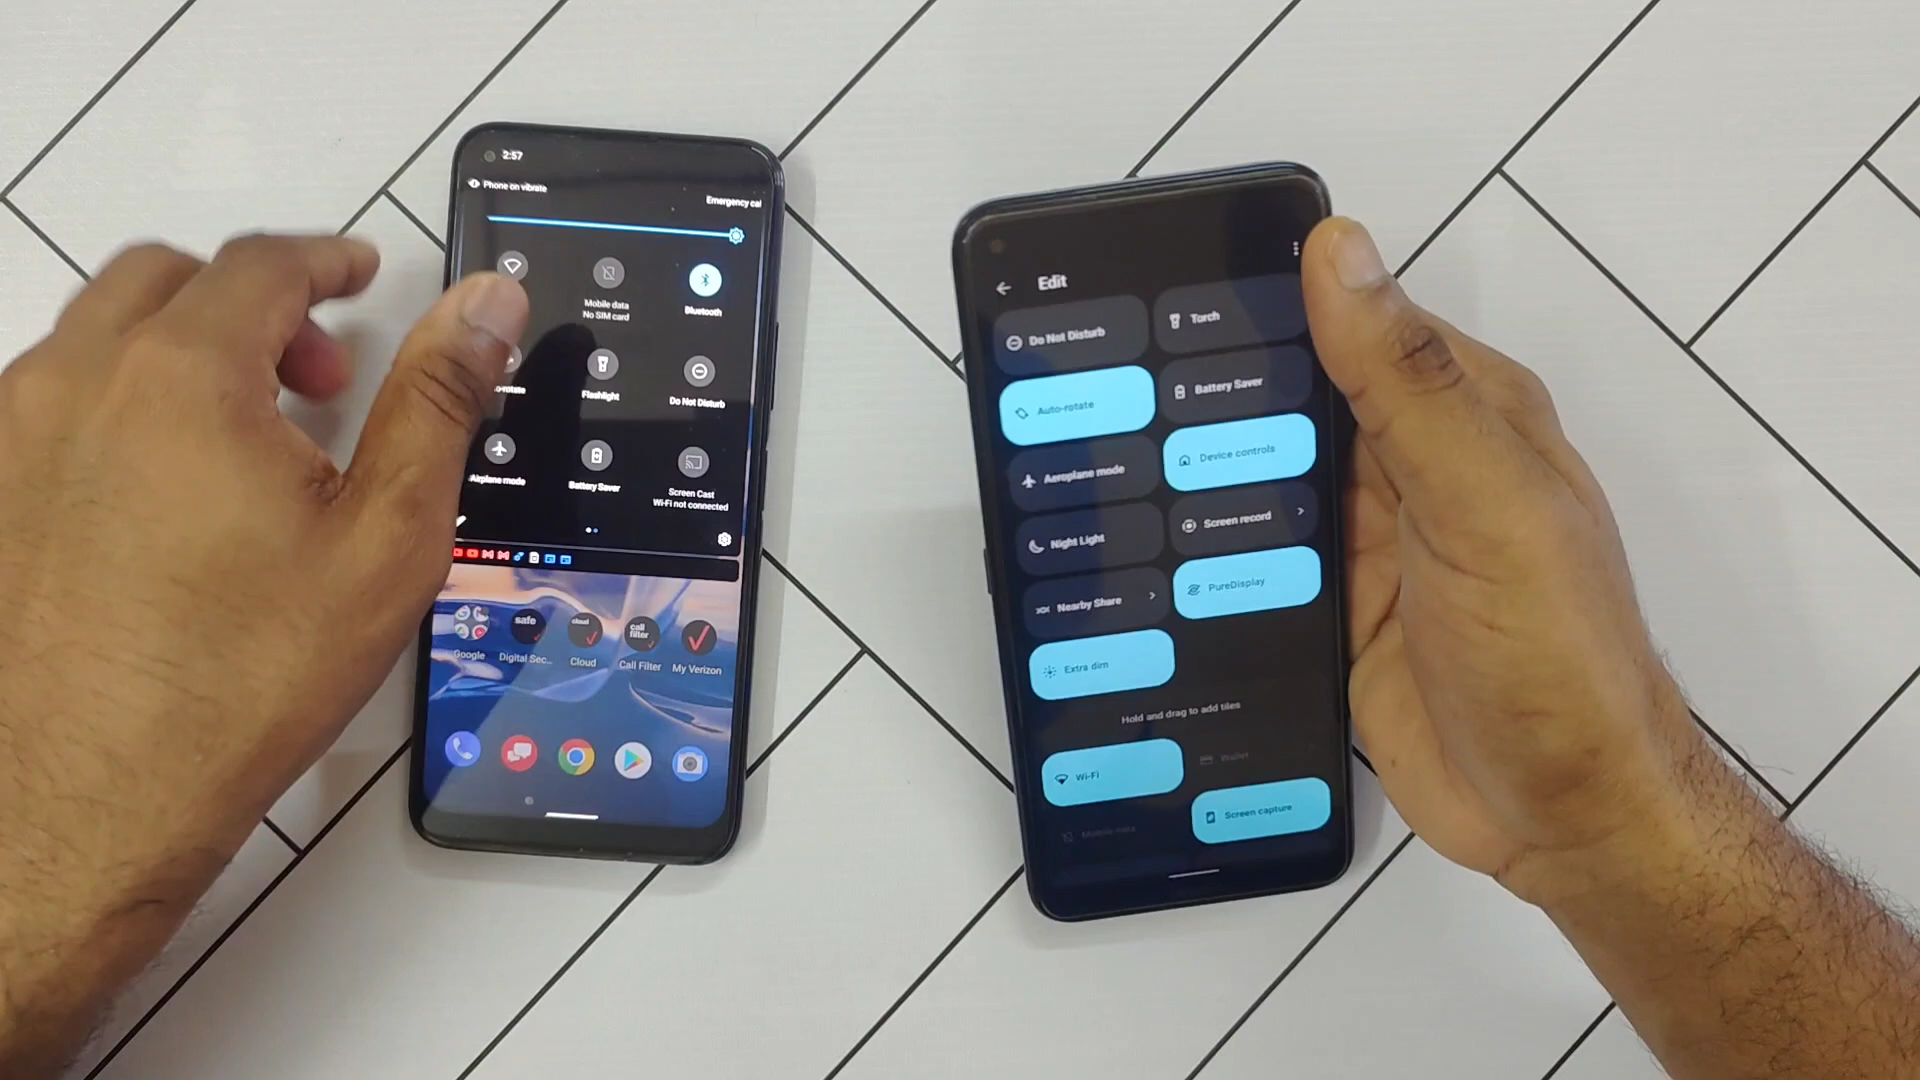 2:57
Phone on vibrate
Emergency cal
Mobile data
No SIM card
Bluetooth
o-rotate
Flashlight
Do Not Disturb
Airplane mode
Battery Saver
Screen Cast
Wi-Fi not connected
Google
Digital Sec...
Cloud
Call Filter
My Verizon
safe
cloud
call
filter
Edit
Do Not Disturb
Torch
Auto-rotate
Battery Saver
Aeroplane mode
Device controls
Night Light
Screen record
Nearby Share
PureDisplay
Extra dim
Hold and drag to add tiles
Wi-Fi
Wallet
Mobile data
Screen capture